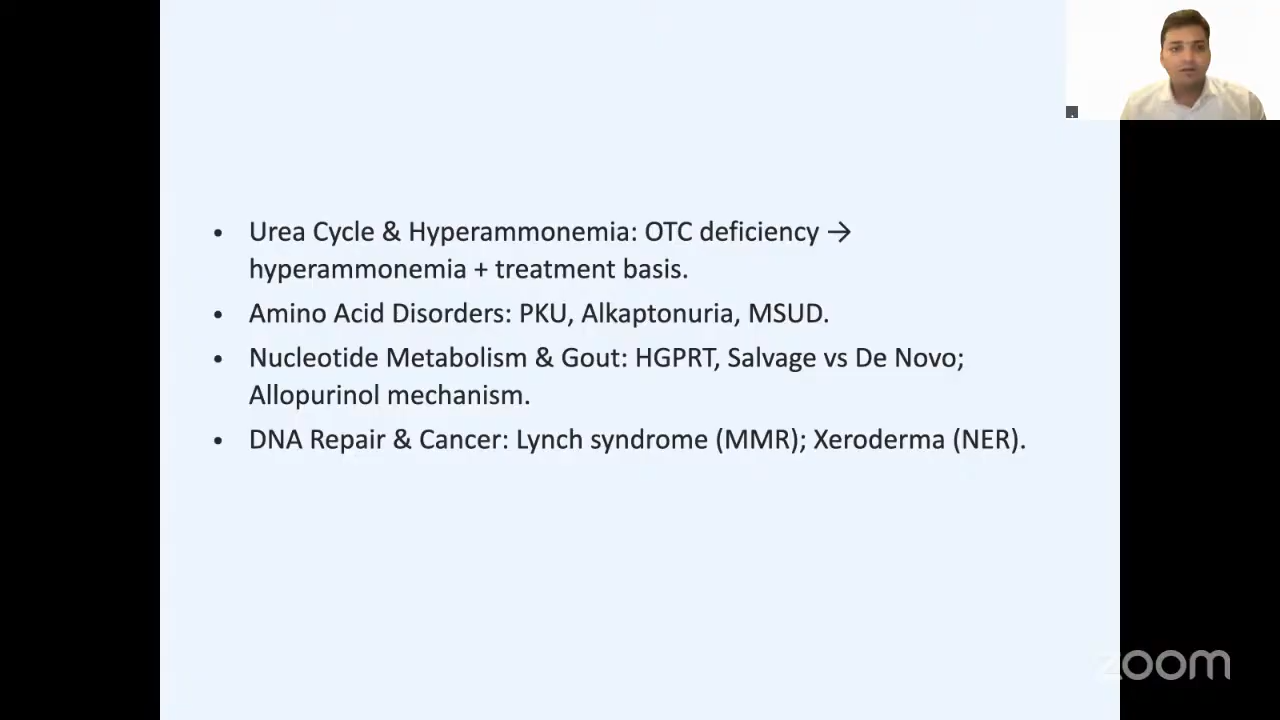 • Urea Cycle & Hyperammonemia: OTC deficiency →
hyperammonemia + treatment basis.
• Amino Acid Disorders: PKU, Alkaptonuria, MSUD.
• Nucleotide Metabolism & Gout: HGPRT, Salvage vs De Novo;
Allopurinol mechanism.
• DNA Repair & Cancer: Lynch syndrome (MMR); Xeroderma (NER).
zoom